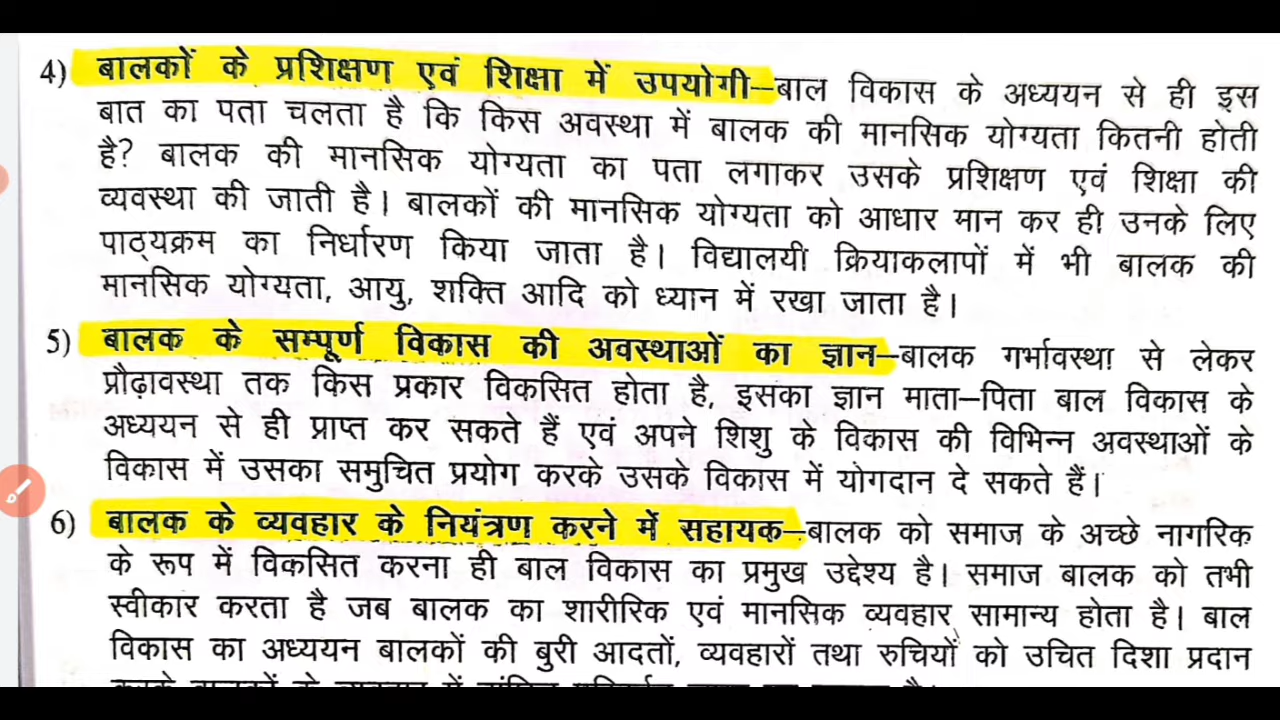 4) बालकों के प्रशिक्षण एवं शिक्षा में उपयोगी–बाल विकास के अध्ययन से ही इस
बात का पता चलता है कि किस अवस्था में बालक की मानसिक योग्यता कितनी होती
है? बालक की मानसिक योग्यता का पता लगाकर उसके प्रशिक्षण एवं शिक्षा की
व्यवस्था की जाती है। बालकों की मानसिक योग्यता को आधार मान कर ही उनके लिए
पाठ्यक्रम का निर्धारण किया जाता है। विद्यालयी क्रियाकलापों में भी बालक की
मानसिक योग्यता, आयु, शक्ति आदि को ध्यान में रखा जाता है।
5) बालक के सम्पूर्ण विकास की अवस्थाओं का ज्ञान–बालक गर्भावस्था से लेकर
प्रौढ़ावस्था तक किस प्रकार विकसित होता है, इसका ज्ञान माता–पिता बाल विकास के
अध्ययन से ही प्राप्त कर सकते हैं एवं अपने शिशु के विकास की विभिन्न अवस्थाओं के
विकास में उसका समुचित प्रयोग करके उसके विकास में योगदान दे सकते हैं।
6) बालक के व्यवहार के नियंत्रण करने में सहायक–बालक को समाज के अच्छे नागरिक
के रूप में विकसित करना ही बाल विकास का प्रमुख उद्देश्य है। समाज बालक को तभी
स्वीकार करता है जब बालक का शारीरिक एवं मानसिक व्यवहार सामान्य होता है। बाल
विकास का अध्ययन बालकों की बुरी आदतों, व्यवहारों तथा रुचियों को उचित दिशा प्रदान